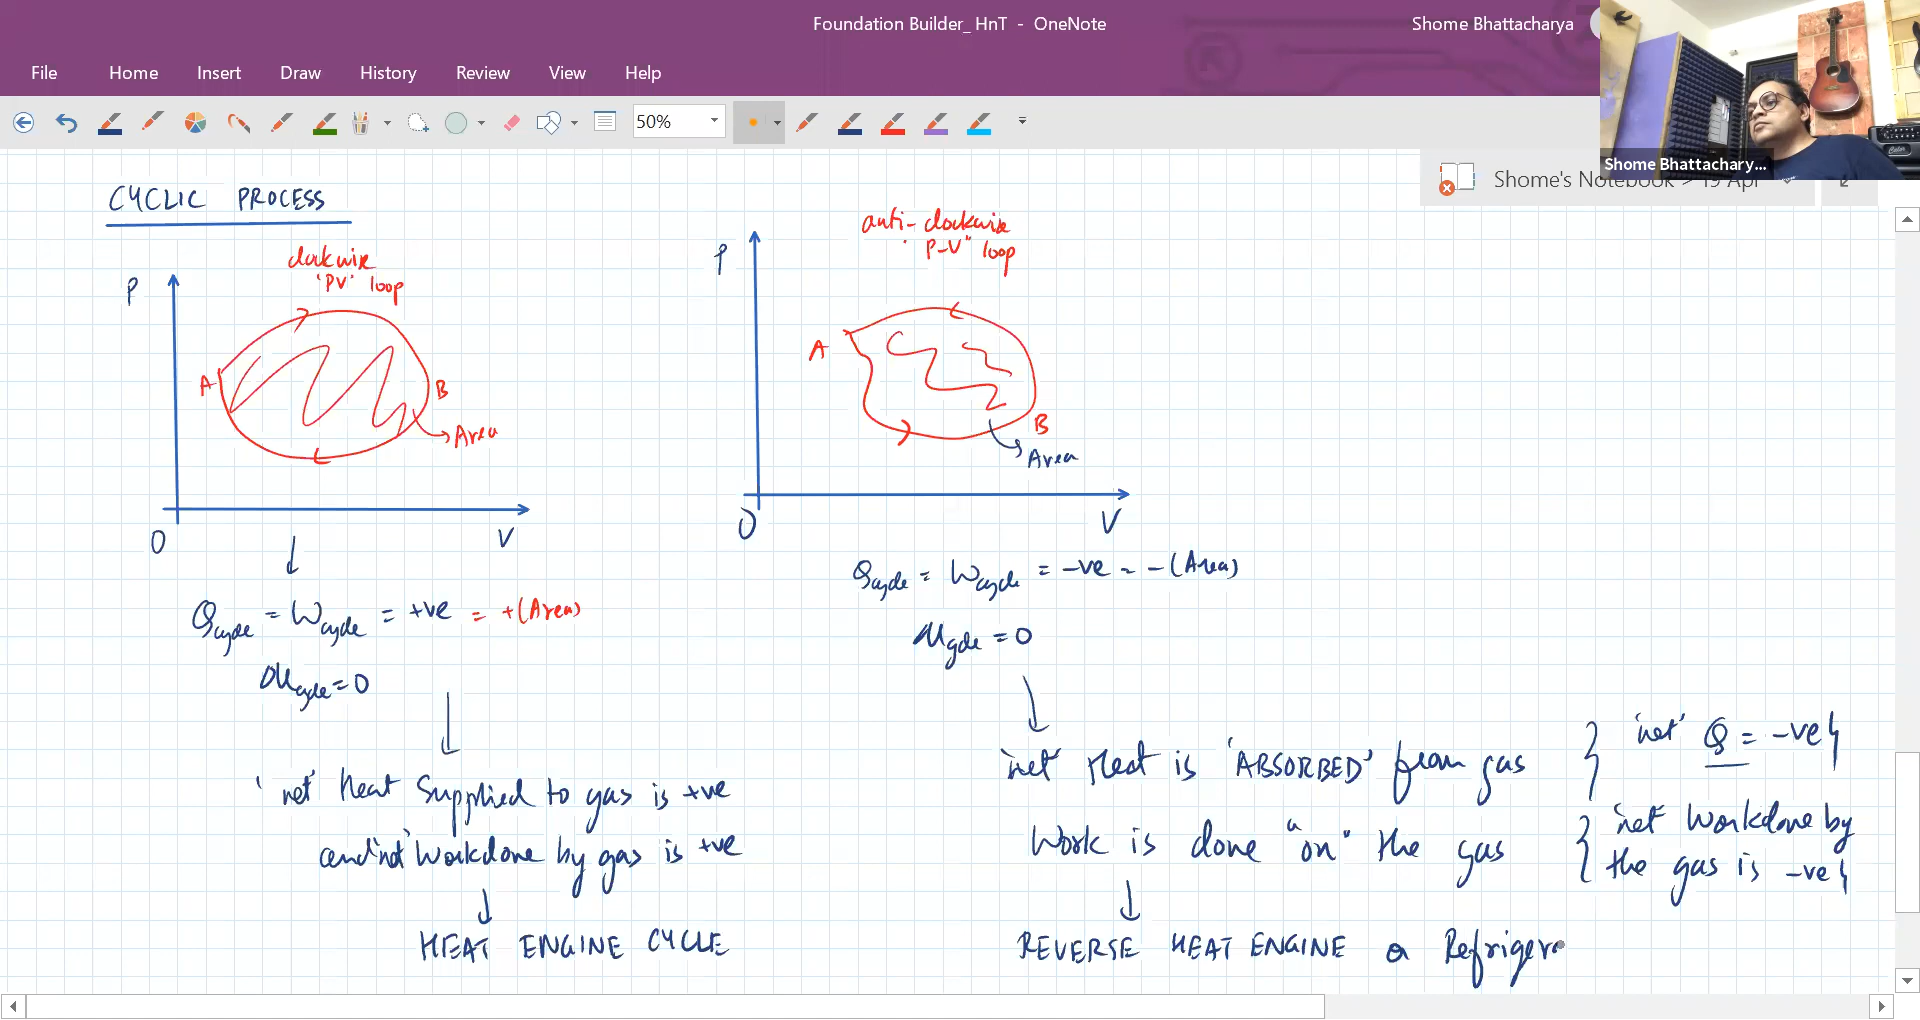 Foundation Builder_ HnT - OneNote
Shome Bhattacharya
File Home Insert Draw History Review View Help
50%
Shome Bhattachary...
Shome's Notebook > 19 Apr
CYCLIC PROCESS
clockwise
'PV' loop
P
A
B
Area
O
V
Qcycle = Wcycle = +ve = +(Area)
ΔUcycle = 0
'net' Heat Supplied to gas is +ve
and 'net' Workdone by gas is +ve
HEAT ENGINE CYCLE
anti-clockwise
"P-V" loop
P
A
B
Area
O
V
Qcycle = Wcycle = -ve = -(Area)
ΔUcycle = 0
'net' Heat is 'ABSORBED' from gas } 'net' Q = -ve }
Work is done "on" the gas { 'net' Workdone by
the gas is -ve }
REVERSE HEAT ENGINE or Refrigera